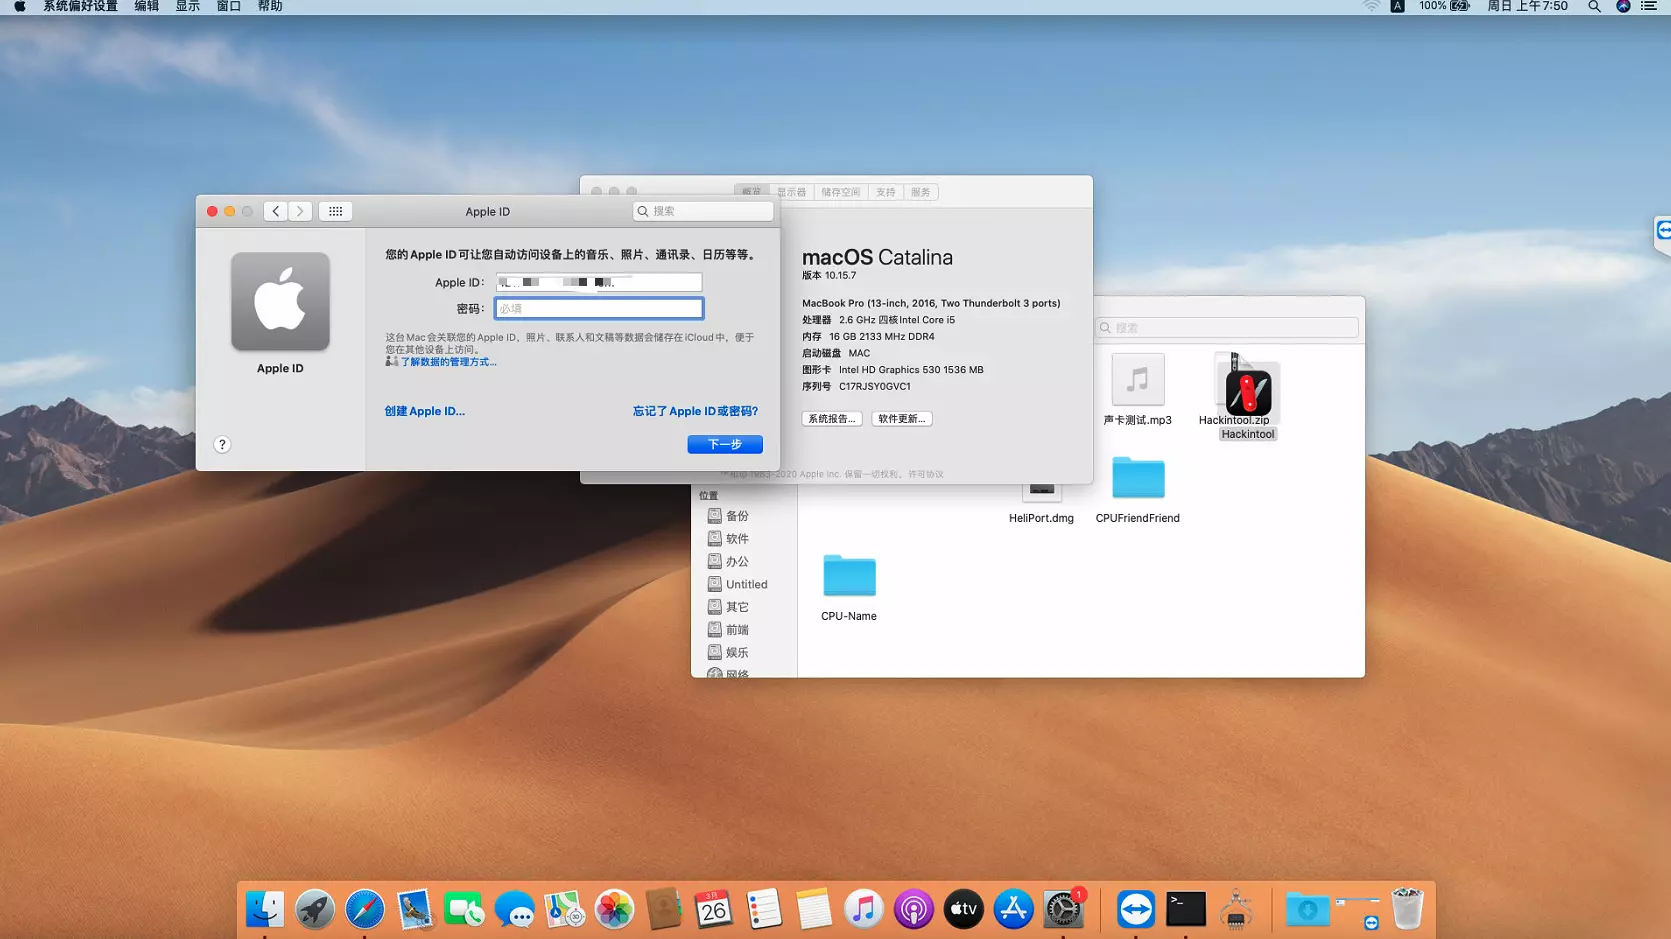 系统偏好设置 编辑 显示 窗口 帮助
A 100% 周日 上午7:50
Apple ID
搜索
您的 Apple ID 可让您自动访问设备上的音乐、照片、通讯录、日历等等。
Apple ID:
密码: 必填
这台 Mac 会关联您的 Apple ID，照片、联系人和文稿等数据会储存在 iCloud 中，便于
您在其他设备上访问。
了解数据的管理方式...
Apple ID
创建 Apple ID...
忘记了 Apple ID 或密码?
?
下一步
概览 显示器 储存空间 支持 服务
macOS Catalina
版本 10.15.7
MacBook Pro (13-inch, 2016, Two Thunderbolt 3 ports)
处理器 2.6 GHz 四核Intel Core i5
内存 16 GB 2133 MHz DDR4
启动磁盘 MAC
图形卡 Intel HD Graphics 530 1536 MB
序列号 C17RJSY0GVC1
系统报告...
软件更新...
1983-2020 Apple Inc. 保留一切权利。许可协议
搜索
声卡测试.mp3
Hackintool.zip
Hackintool
HeliPort.dmg
CPUFriendFriend
CPU-Name
位置
备份
软件
办公
Untitled
其它
前端
娱乐
网络
3月
26
tv
1